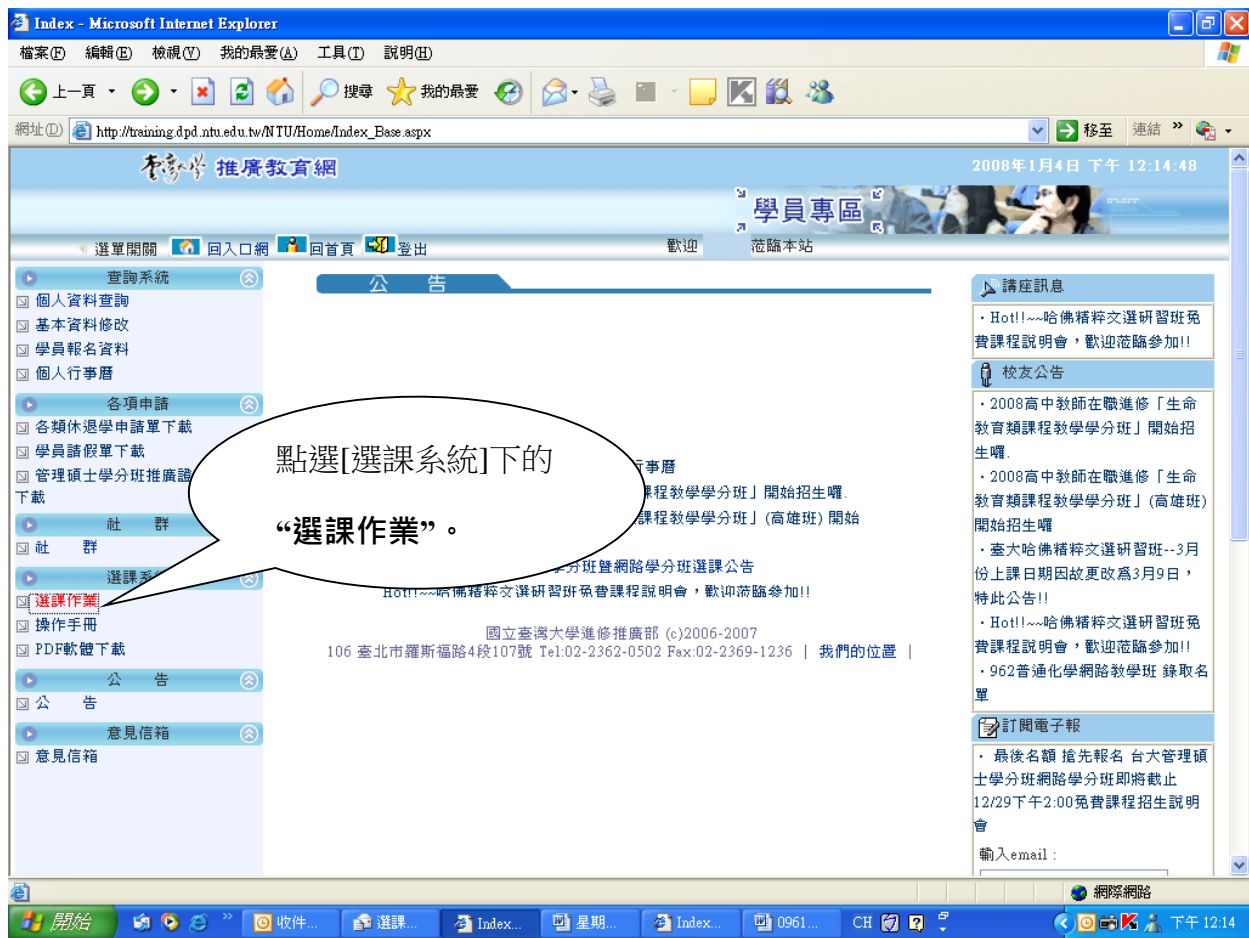 Index - Microsoft Internet Explorer
檔案(F) 編輯(E) 檢視(V) 我的最愛(A) 工具(T) 說明(H)
上一頁 搜尋 我的最愛
網址(D) http://training.dpd.ntu.edu.tw/NTU/Home/Index_Base.aspx 移至 連結 »
臺灣大學 推廣教育網
2008年1月4日 下午 12:14:48
學員專區
選單開關 回入口網 回首頁 登出 歡迎 蒞臨本站
查詢系統
個人資料查詢
基本資料修改
學員報名資料
個人行事曆
各項申請
各類休退學申請單下載
學員請假單下載
管理碩士學分班推廣證
下載
社 群
社 群
選課系
選課作業
操作手冊
PDF軟體下載
公 告
公 告
意見信箱
意見信箱
公 告
點選[選課系統]下的
“選課作業”。
行事曆
課程教學學分班」開始招生囉.
課程教學學分班」(高雄班) 開始
學分班暨網路學分班選課公告
Hot!!~~哈佛精粹文選研習班免費課程說明會，歡迎蒞臨參加!!
國立臺灣大學進修推廣部 (c)2006-2007
106 臺北市羅斯福路4段107號 Tel:02-2362-0502 Fax:02-2369-1236 | 我們的位置 |
講座訊息
‧Hot!!~~哈佛精粹文選研習班免
費課程說明會，歡迎蒞臨參加!!
校友公告
‧2008高中教師在職進修「生命
教育類課程教學學分班」開始招
生囉.
‧2008高中教師在職進修「生命
教育類課程教學學分班」(高雄班)
開始招生囉
‧臺大哈佛精粹文選研習班--3月
份上課日期因故更改為3月9日，
特此公告!!
‧Hot!!~~哈佛精粹文選研習班免
費課程說明會，歡迎蒞臨參加!!
‧962普通化學網路教學班 錄取名
單
訂閱電子報
‧ 最後名額 搶先報名 台大管理碩
士學分班網路學分班即將截止
12/29下午2:00免費課程招生說明
會
輸入email :
網際網路
開始 » 收件... 選課... Index... 星期... Index... 0961... CH 下午 12:14